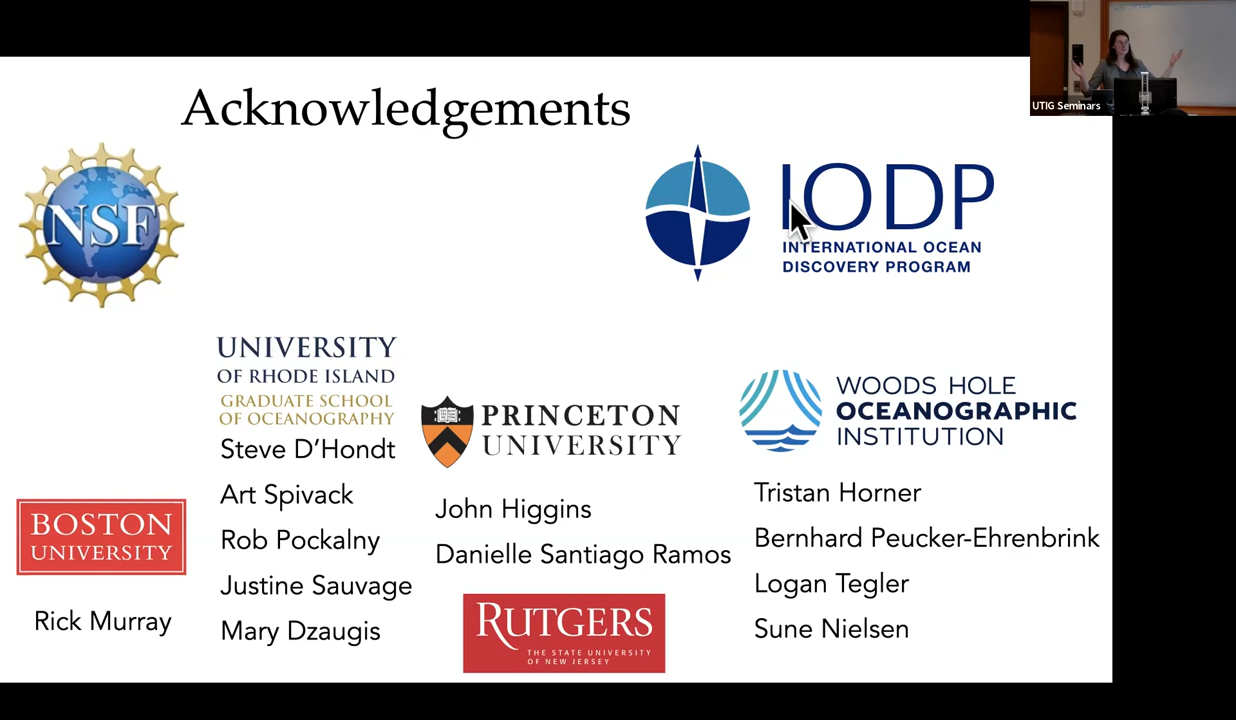 Acknowledgements
UTIG Seminars
NSF
IODP
INTERNATIONAL OCEAN
DISCOVERY PROGRAM
UNIVERSITY
OF RHODE ISLAND
GRADUATE SCHOOL
OF OCEANOGRAPHY
Steve D’Hondt
Art Spivack
Rob Pockalny
Justine Sauvage
Mary Dzaugis
PRINCETON
UNIVERSITY
John Higgins
Danielle Santiago Ramos
WOODS HOLE
OCEANOGRAPHIC
INSTITUTION
Tristan Horner
Bernhard Peucker-Ehrenbrink
Logan Tegler
Sune Nielsen
BOSTON
UNIVERSITY
Rick Murray
RUTGERS
THE STATE UNIVERSITY
OF NEW JERSEY